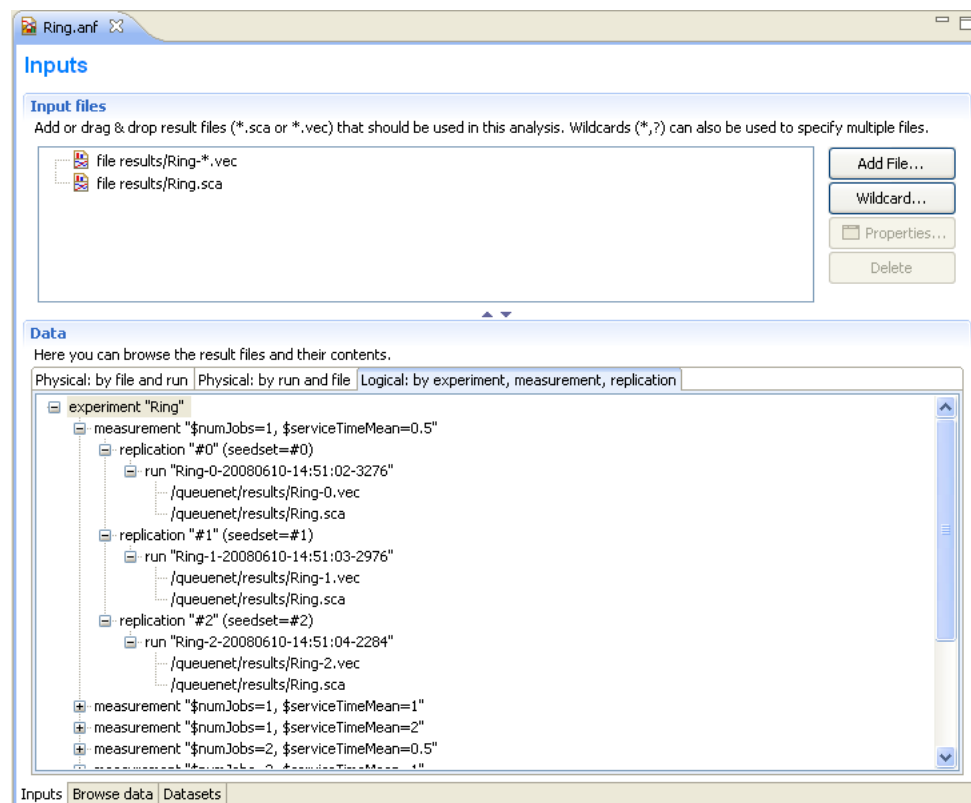 Ring.anf
Inputs
Input files
Add or drag & drop result files (*.sca or *.vec) that should be used in this analysis. Wildcards (*,?) can also be used to specify multiple files.
file results/Ring-*.vec
file results/Ring.sca
Add File...
Wildcard...
Properties...
Delete
Data
Here you can browse the result files and their contents.
Physical: by file and run Physical: by run and file Logical: by experiment, measurement, replication
experiment "Ring"
measurement "$numJobs=1, $serviceTimeMean=0.5"
replication "#0" (seedset=#0)
run "Ring-0-20080610-14:51:02-3276"
/queuenet/results/Ring-0.vec
/queuenet/results/Ring.sca
replication "#1" (seedset=#1)
run "Ring-1-20080610-14:51:03-2976"
/queuenet/results/Ring-1.vec
/queuenet/results/Ring.sca
replication "#2" (seedset=#2)
run "Ring-2-20080610-14:51:04-2284"
/queuenet/results/Ring-2.vec
/queuenet/results/Ring.sca
measurement "$numJobs=1, $serviceTimeMean=1"
measurement "$numJobs=1, $serviceTimeMean=2"
measurement "$numJobs=2, $serviceTimeMean=0.5"
measurement "$numJobs=2, $serviceTimeMean=1"
Inputs Browse data Datasets